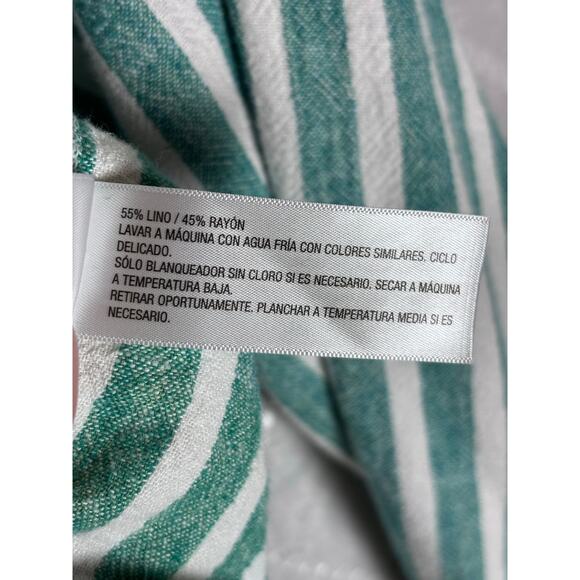 55% LINO / 45% RAYÓN
LAVAR A MÁQUINA CON AGUA FRÍA CON COLORES SIMILARES. CICLO
DELICADO.
SÓLO BLANQUEADOR SIN CLORO SI ES NECESARIO. SECAR A MÁQUINA
A TEMPERATURA BAJA.
RETIRAR OPORTUNAMENTE. PLANCHAR A TEMPERATURA MEDIA SI ES
NECESARIO.